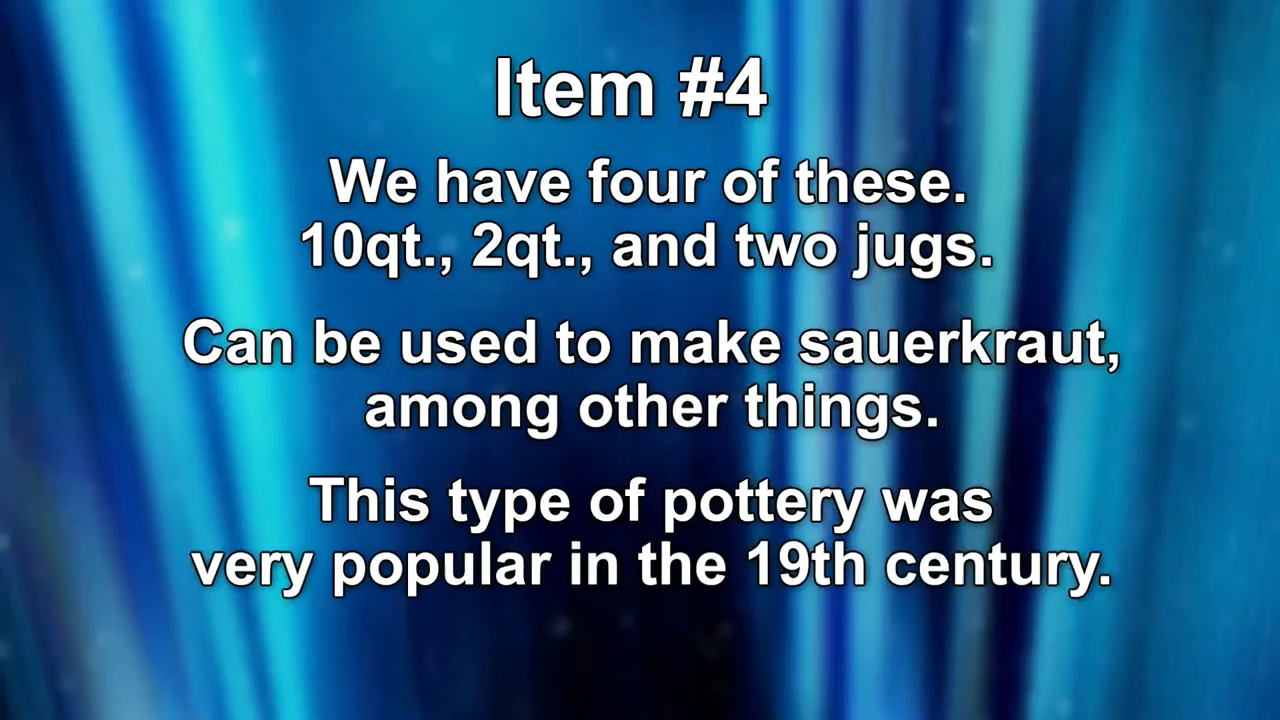 Item #4
We have four of these.
10qt., 2qt., and two jugs.
Can be used to make sauerkraut,
among other things.
This type of pottery was
very popular in the 19th century.